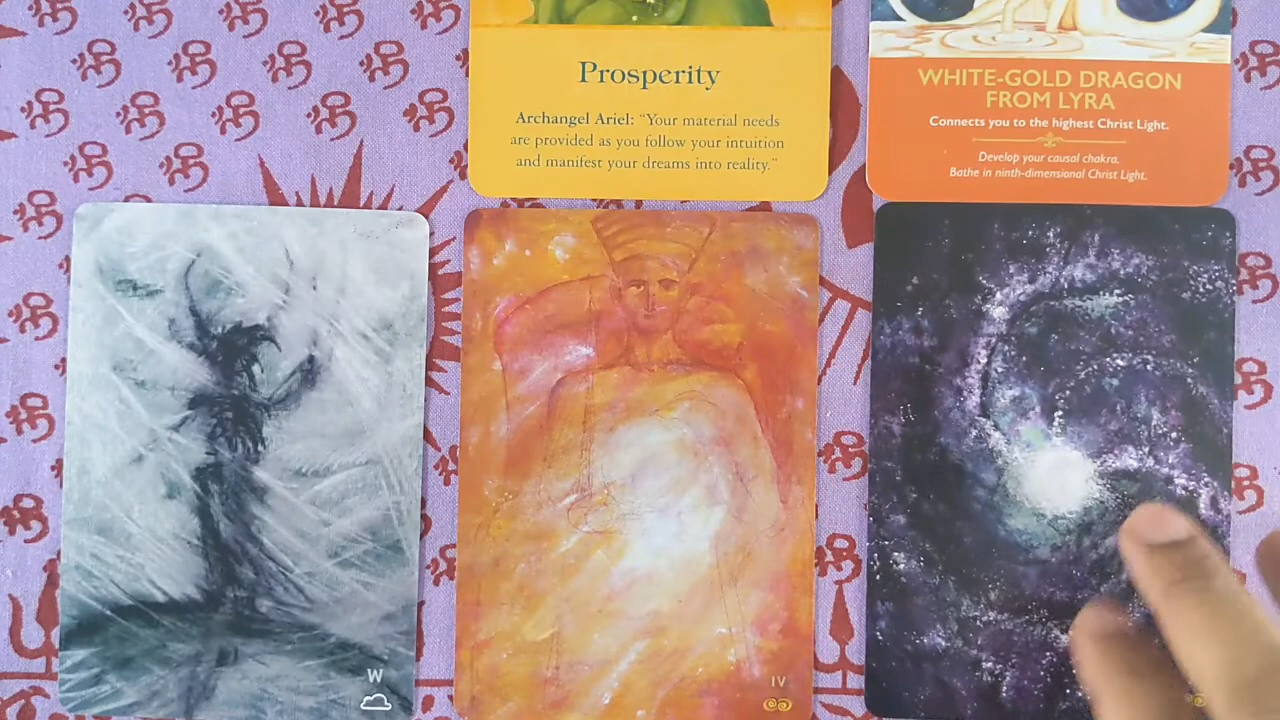 Prosperity
Archangel Ariel: “Your material needs
are provided as you follow your intuition
and manifest your dreams into reality.”
WHITE-GOLD DRAGON
FROM LYRA
Connects you to the highest Christ Light.
Develop your causal chakra.
Bathe in ninth-dimensional Christ Light.
W
IV